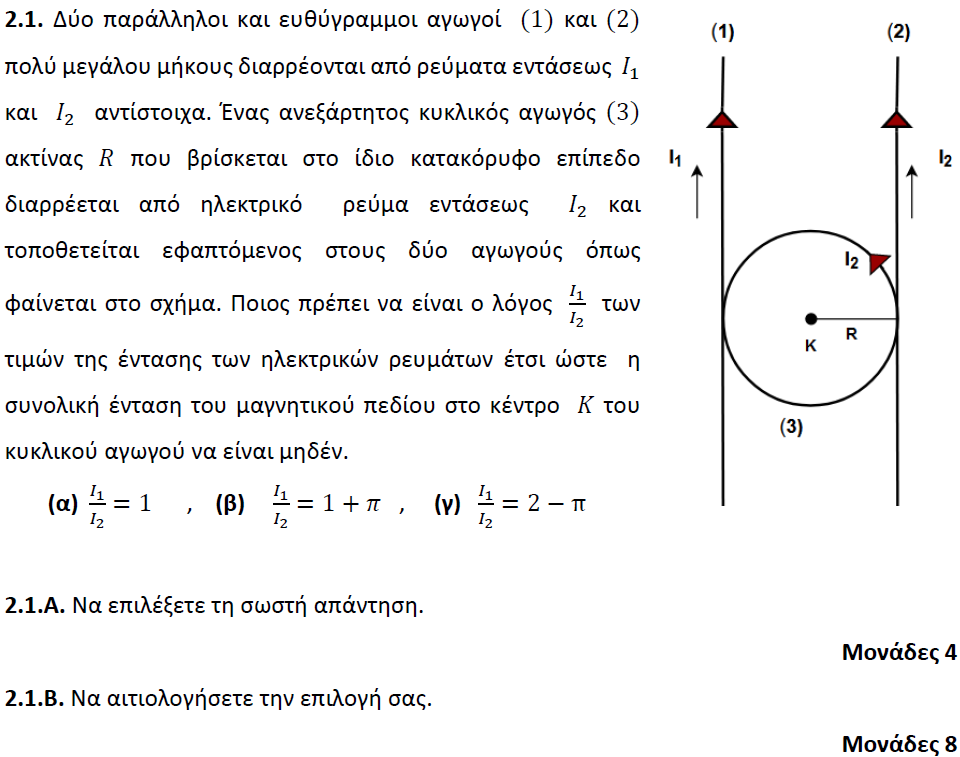 2.1. Δύο παράλληλοι και ευθύγραμμοι αγωγοί (1) και (2)
πολύ μεγάλου μήκους διαρρέονται από ρεύματα εντάσεως I₁
και I₂ αντίστοιχα. Ένας ανεξάρτητος κυκλικός αγωγός (3)
ακτίνας R που βρίσκεται στο ίδιο κατακόρυφο επίπεδο
διαρρέεται από ηλεκτρικό ρεύμα εντάσεως I₂ και
τοποθετείται εφαπτόμενος στους δύο αγωγούς όπως
φαίνεται στο σχήμα. Ποιος πρέπει να είναι ο λόγος I₁/I₂ των
τιμών της έντασης των ηλεκτρικών ρευμάτων έτσι ώστε η
συνολική ένταση του μαγνητικού πεδίου στο κέντρο K του
κυκλικού αγωγού να είναι μηδέν.
(α) I₁/I₂ = 1 , (β) I₁/I₂ = 1 + π , (γ) I₁/I₂ = 2 − π
(1) (2)
I₁ I₂
I₂
K R
(3)
2.1.Α. Να επιλέξετε τη σωστή απάντηση.
Μονάδες 4
2.1.Β. Να αιτιολογήσετε την επιλογή σας.
Μονάδες 8